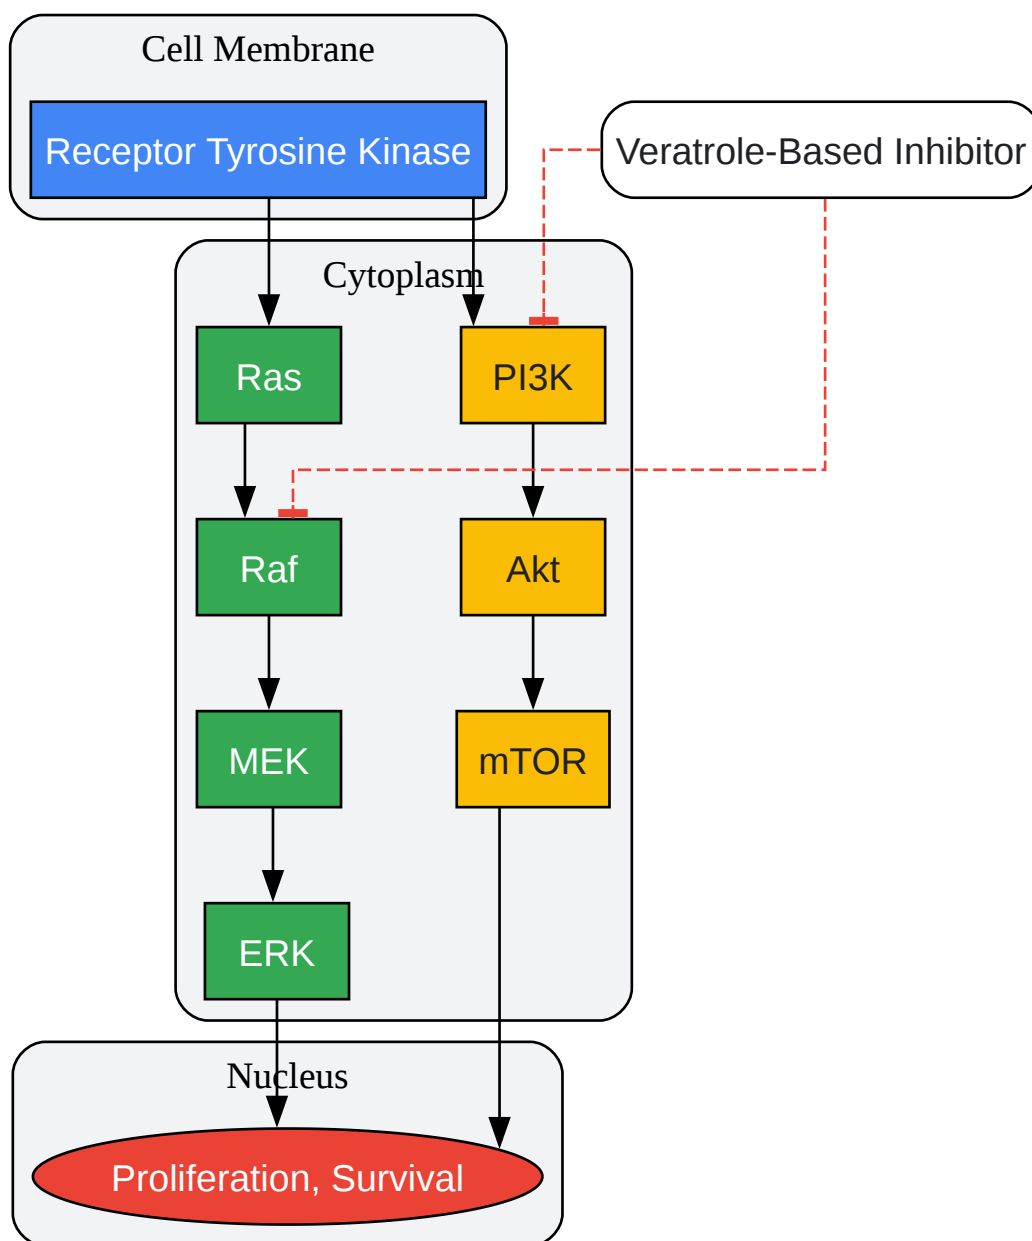 Cell Membrane
Receptor Tyrosine Kinase
Veratrole-Based Inhibitor
Cytoplasm
Ras
PI3K
Raf
Akt
MEK
mTOR
ERK
Nucleus
Proliferation, Survival